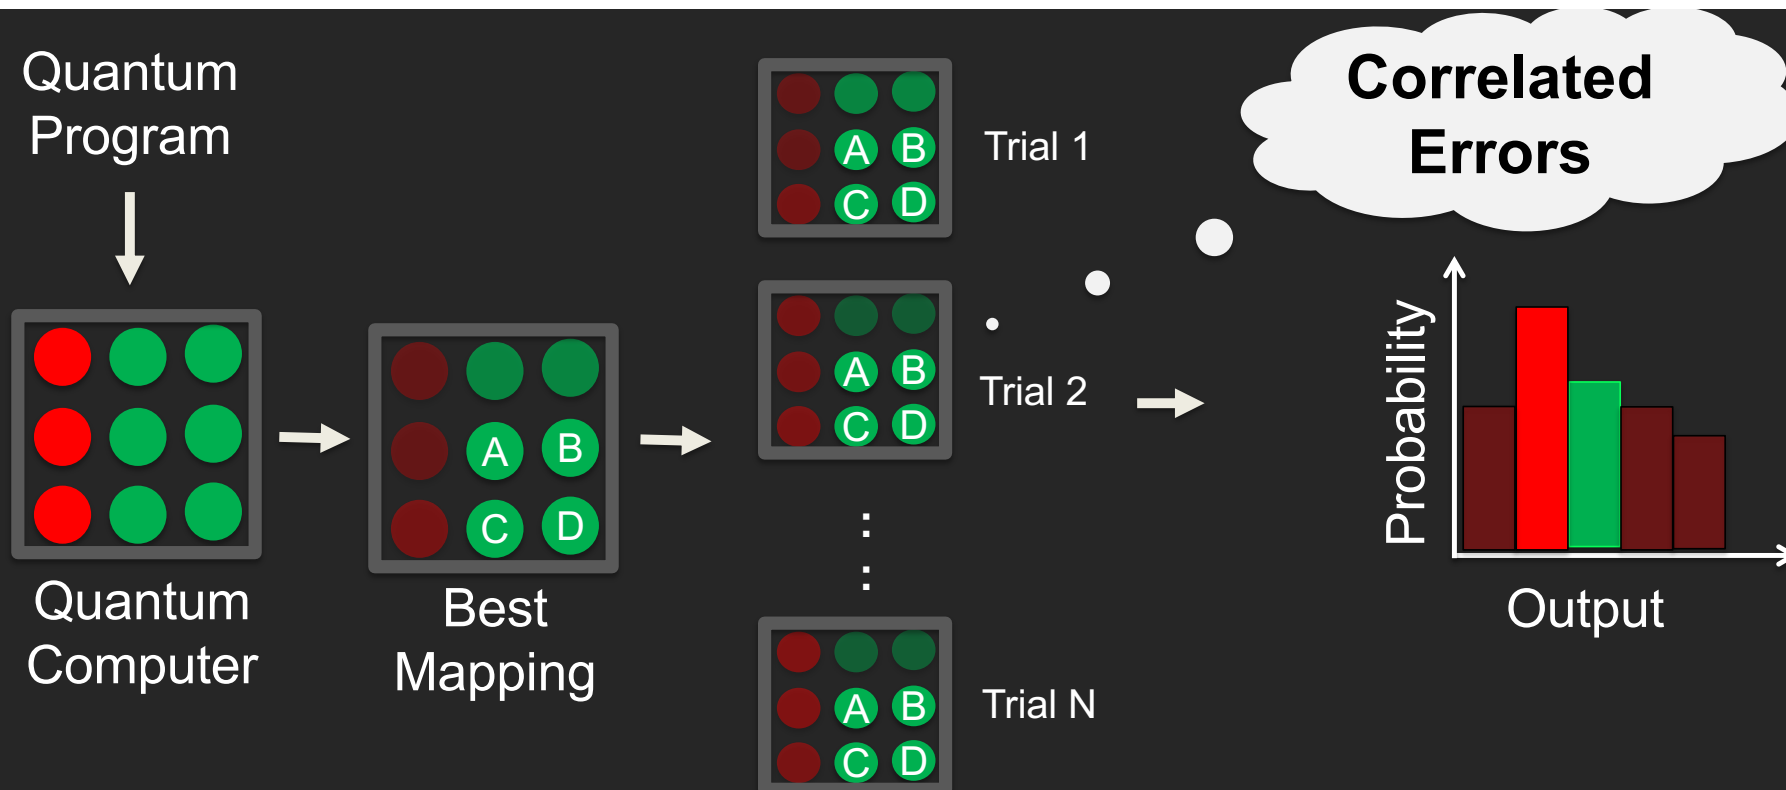 Quantum
Program
Quantum
Computer
A
B
C
D
Best
Mapping
A
B
C
D
Trial 1
A
B
C
D
Trial 2
:
:
A
B
C
D
Trial N
Correlated
Errors
Probability
Output